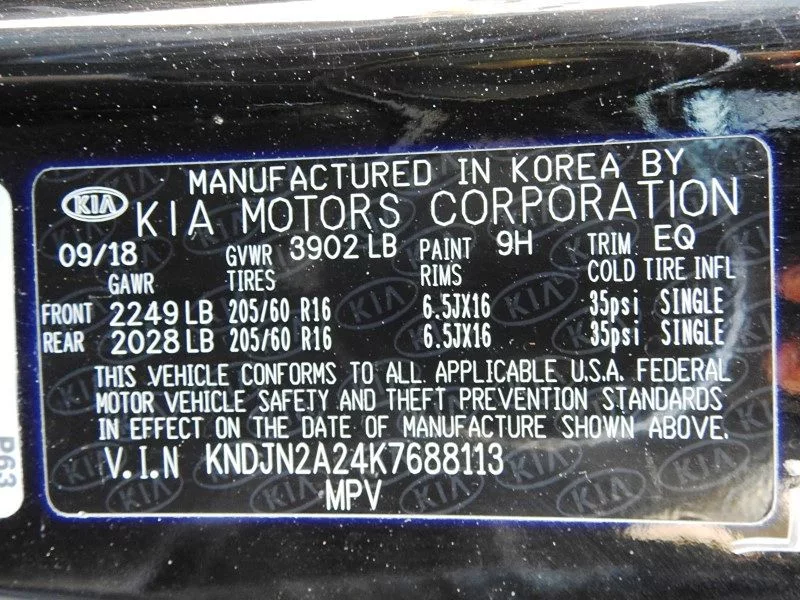 MANUFACTURED IN KOREA BY
KIA KIA MOTORS CORPORATION
09/18 GVWR 3902 LB PAINT 9H TRIM EQ
GAWR TIRES RIMS COLD TIRE INFL
FRONT 2249 LB 205/60 R16 6.5JX16 35psi SINGLE
REAR 2028 LB 205/60 R16 6.5JX16 35psi SINGLE
THIS VEHICLE CONFORMS TO ALL APPLICABLE U.S.A. FEDERAL
MOTOR VEHICLE SAFETY AND THEFT PREVENTION STANDARDS
IN EFFECT ON THE DATE OF MANUFACTURE SHOWN ABOVE.
V.I.N KNDJN2A24K7688113
MPV
P63